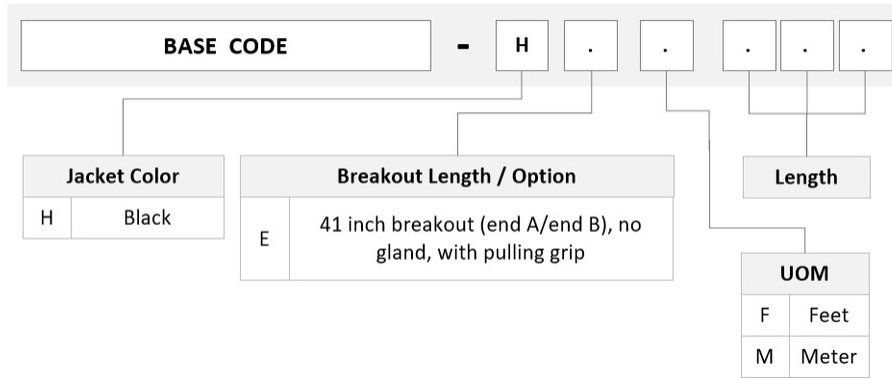 BASE CODE - H . . . . .
Jacket Color
H Black
Breakout Length / Option
E 41 inch breakout (end A/end B), no
gland, with pulling grip
Length
UOM
F Feet
M Meter